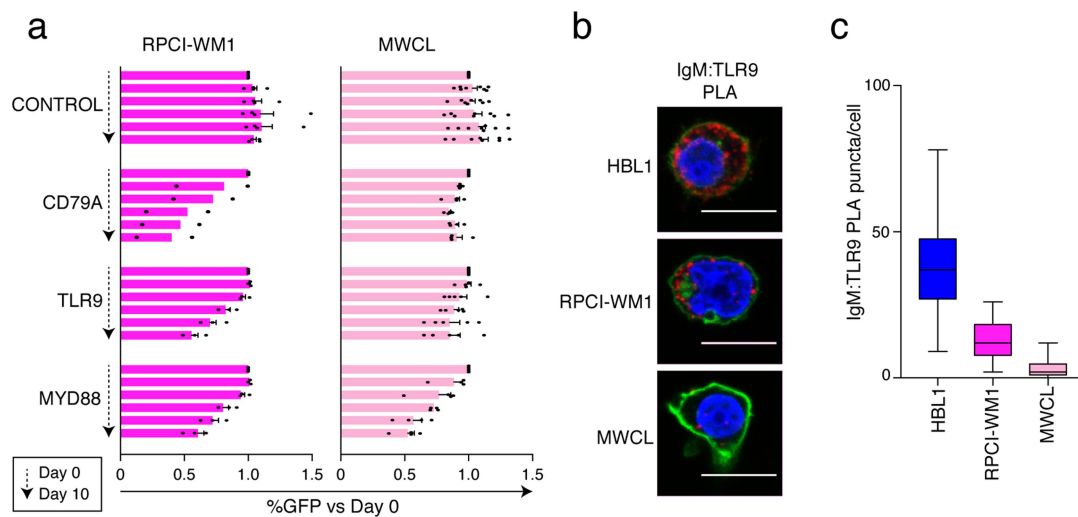 a
RPCI-WM1
MWCL
CONTROL
CD79A
TLR9
MYD88
0
0.5
1.0
1.5
0
0.5
1.0
1.5
Day 0
Day 10
%GFP vs Day 0
b
IgM:TLR9
PLA
HBL1
RPCI-WM1
MWCL
c
IgM:TLR9 PLA puncta/cell
100
50
0
HBL1
RPCI-WM1
MWCL